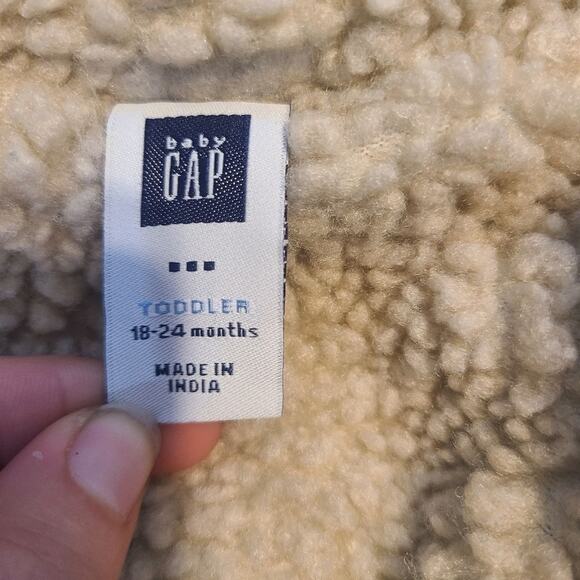 baby
GAP
TODDLER
18-24 months
MADE IN
INDIA